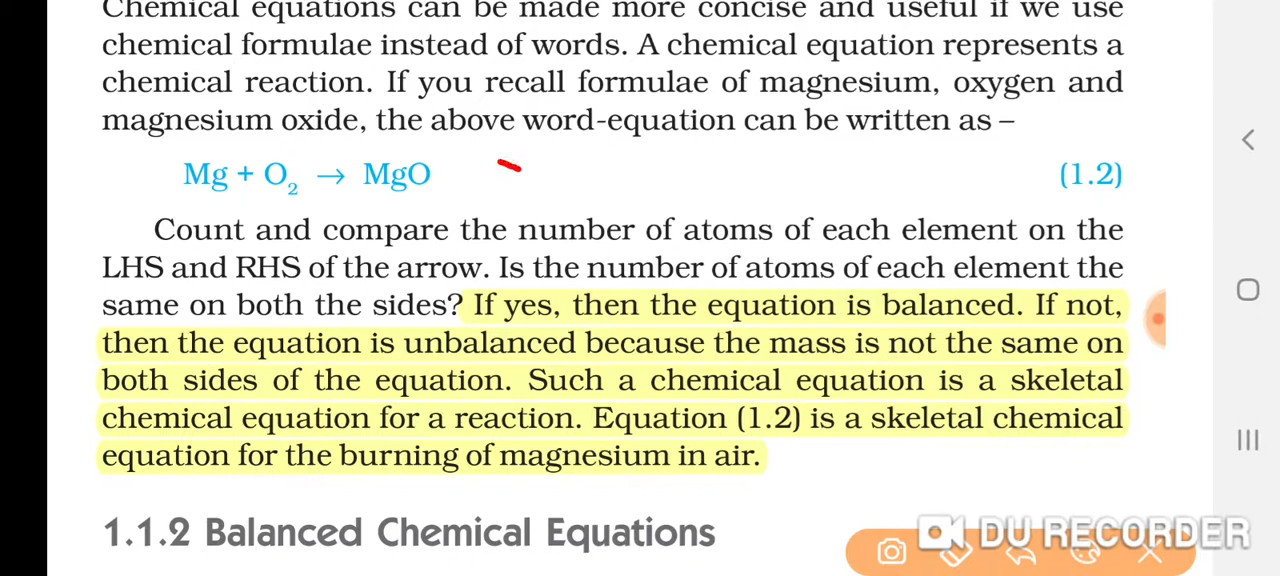 Chemical equations can be made more concise and useful if we use
chemical formulae instead of words. A chemical equation represents a
chemical reaction. If you recall formulae of magnesium, oxygen and
magnesium oxide, the above word-equation can be written as –
Mg + O₂ → MgO (1.2)
Count and compare the number of atoms of each element on the
LHS and RHS of the arrow. Is the number of atoms of each element the
same on both the sides? If yes, then the equation is balanced. If not,
then the equation is unbalanced because the mass is not the same on
both sides of the equation. Such a chemical equation is a skeletal
chemical equation for a reaction. Equation (1.2) is a skeletal chemical
equation for the burning of magnesium in air.
1.1.2 Balanced Chemical Equations
DU RECORDER